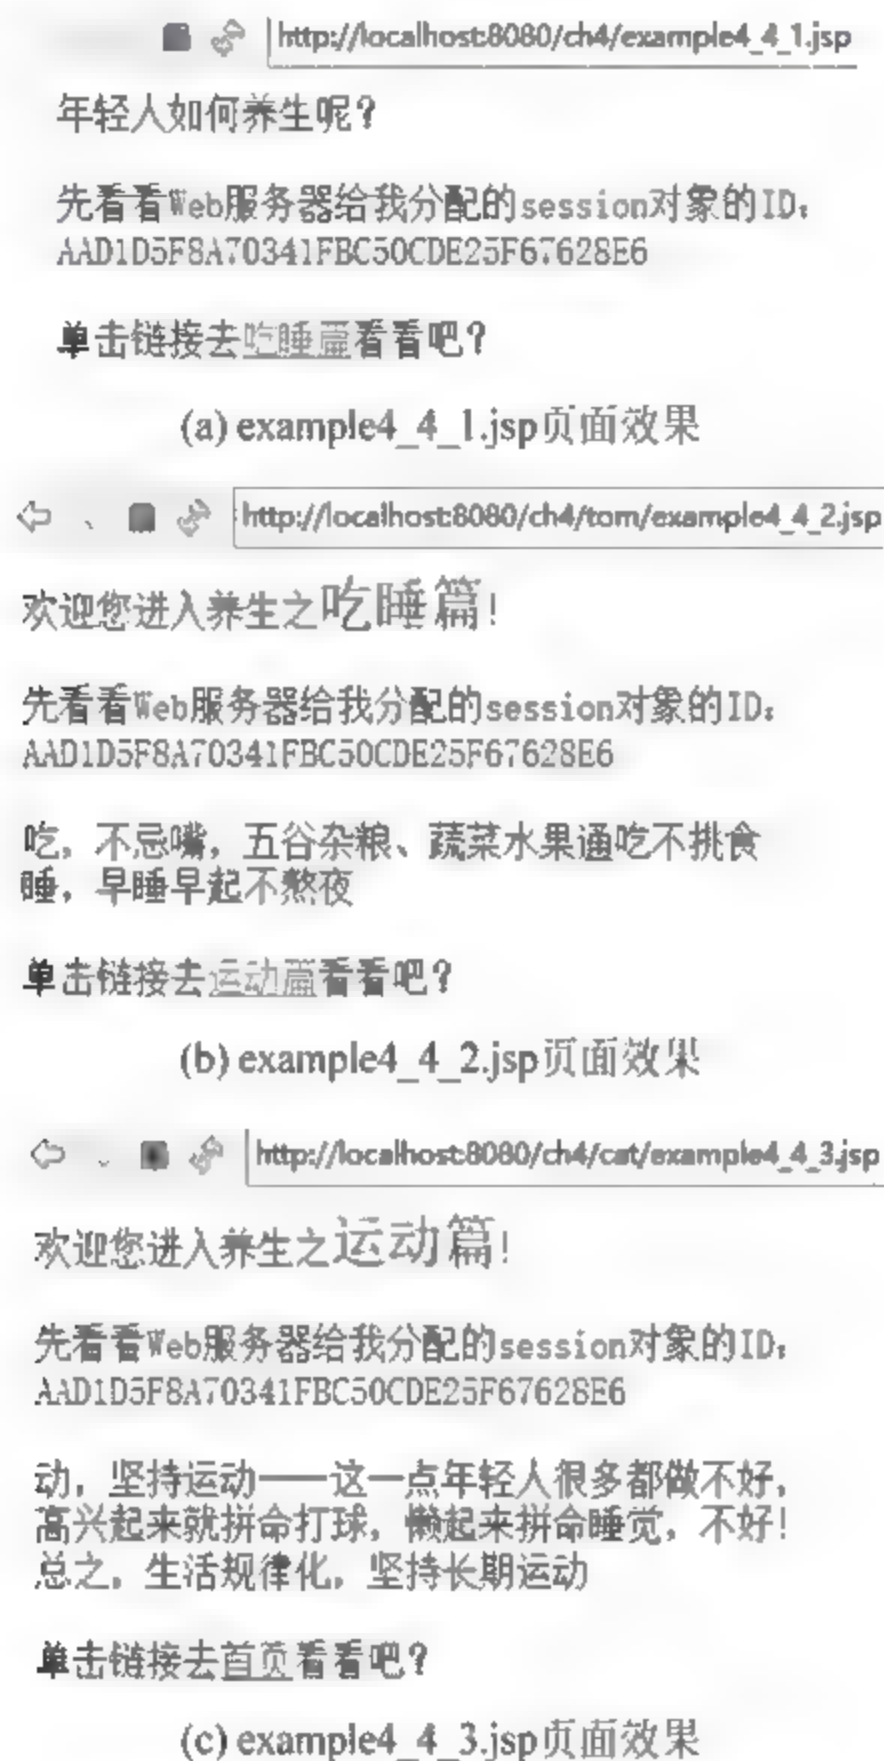 http://localhost:8080/ch4/example4_4_1.jsp
年轻人如何养生呢?
先看看Web服务器给我分配的session对象的ID:
AAD1D5F8A70341FBC50CDE25F67628E6
单击链接去吃睡篇看看吧?
(a) example4_4_1.jsp页面效果
http://localhost:8080/ch4/tom/example4_4_2.jsp
欢迎您进入养生之吃睡篇!
先看看Web服务器给我分配的session对象的ID:
AAD1D5F8A70341FBC50CDE25F67628E6
吃, 不忌嘴, 五谷杂粮、蔬菜水果通吃不挑食
睡, 早睡早起不熬夜
单击链接去运动篇看看吧?
(b) example4_4_2.jsp页面效果
http://localhost:8080/ch4/cat/example4_4_3.jsp
欢迎您进入养生之运动篇!
先看看Web服务器给我分配的session对象的ID:
AAD1D5F8A70341FBC50CDE25F67628E6
动, 坚持运动——这一点年轻人很多都做不好,
高兴起来就拼命打球, 懒起来拼命睡觉, 不好!
总之, 生活规律化, 坚持长期运动
单击链接去首页看看吧?
(c) example4_4_3.jsp页面效果